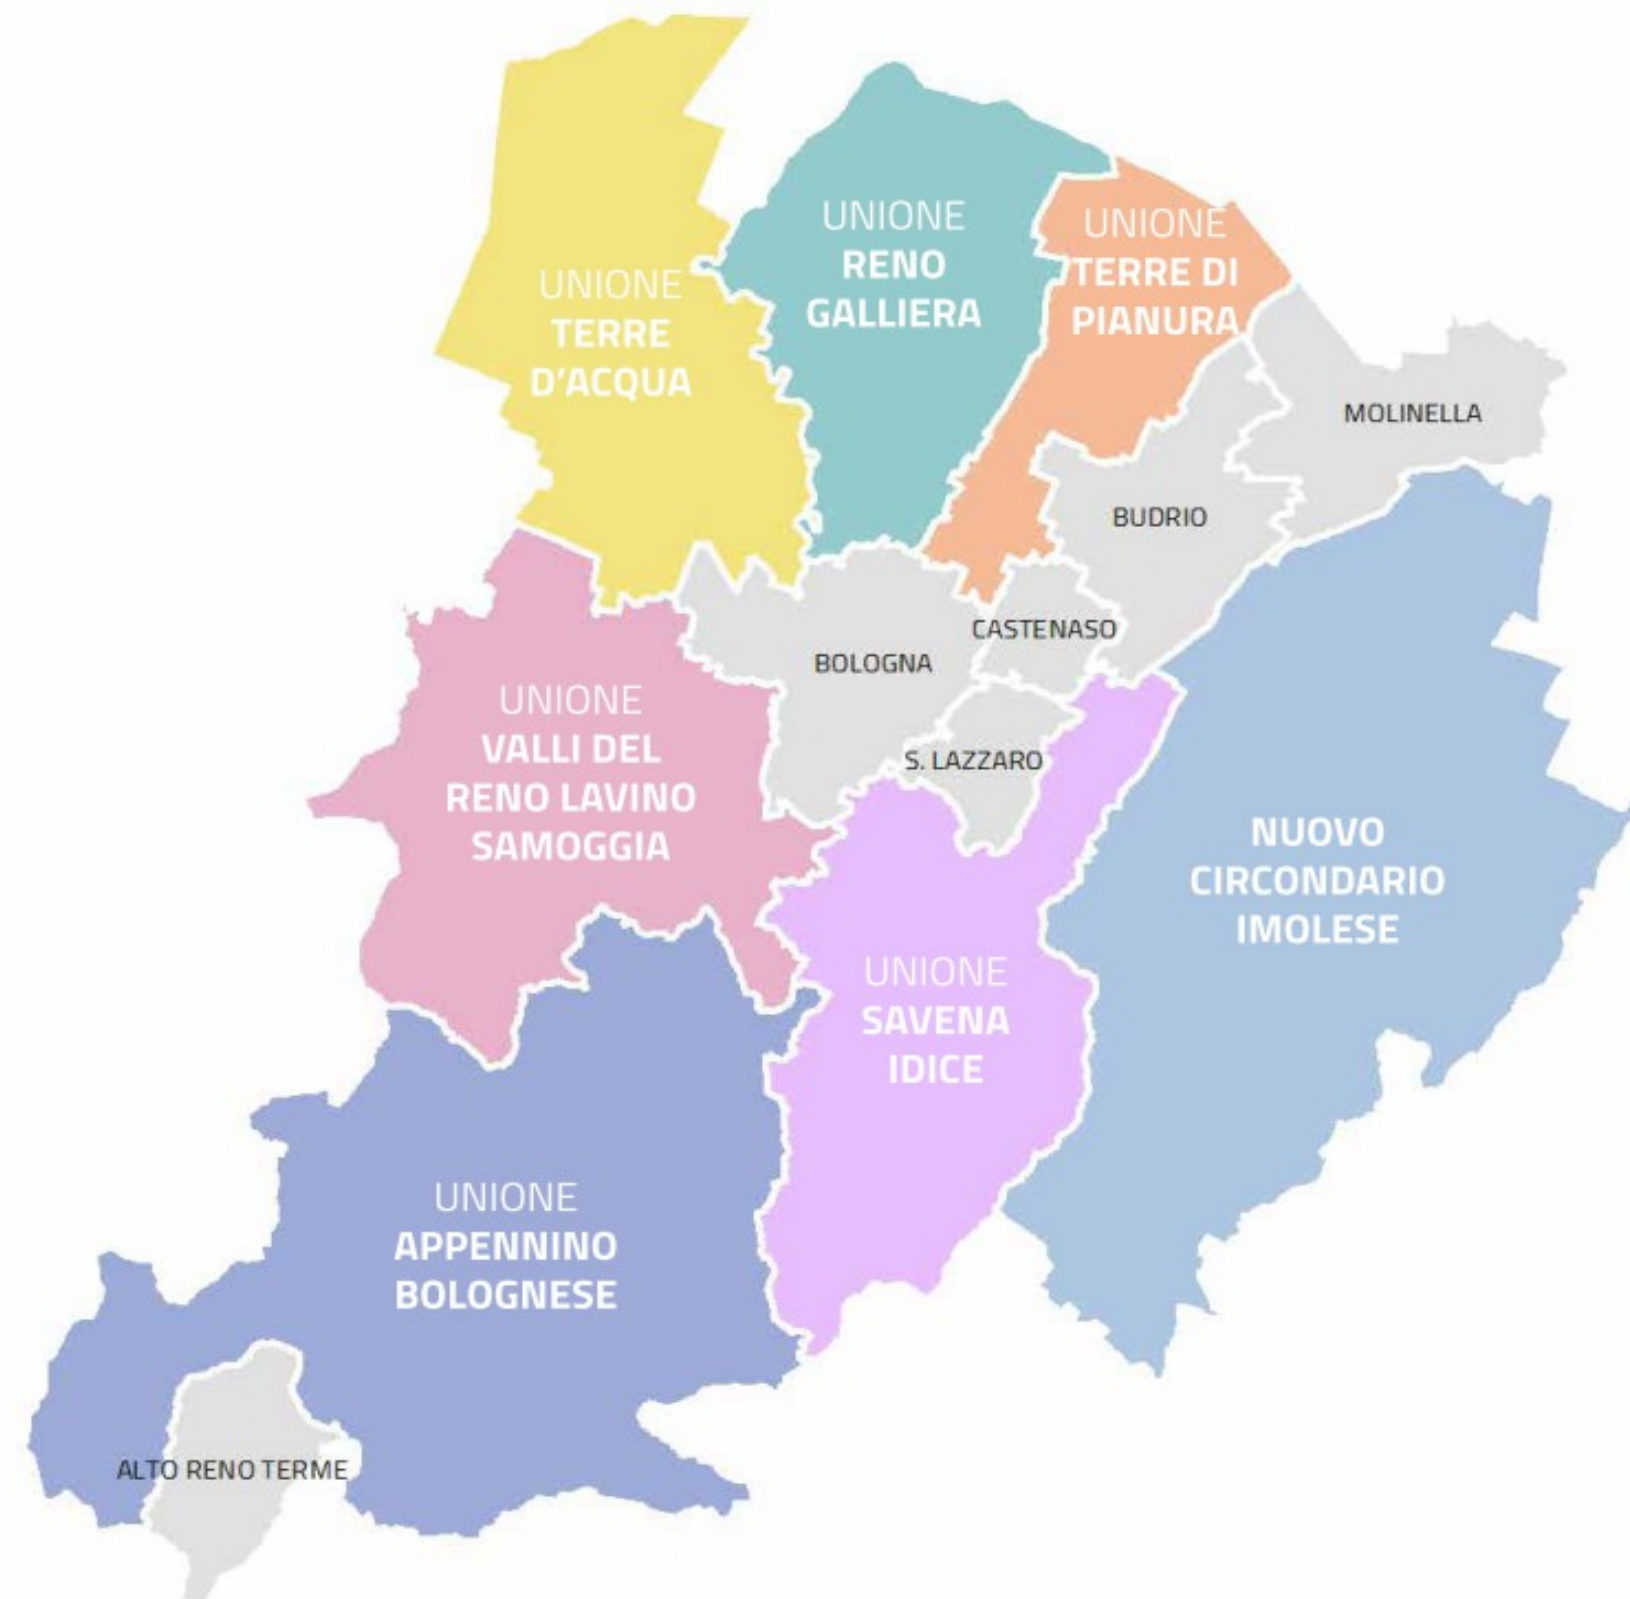 UNIONE
RENO
GALLIERA
UNIONE
TERRE DI
PIANURA
UNIONE
TERRE
D'ACQUA
MOLINELLA
BUDRIO
CASTENASO
BOLOGNA
S. LAZZARO
UNIONE
VALLI DEL
RENO LAVINO
SAMOGGIA
NUOVO
CIRCONDARIO
IMOLESE
UNIONE
SAVENA
IDICE
UNIONE
APPENNINO
BOLOGNESE
ALTO RENO TERME